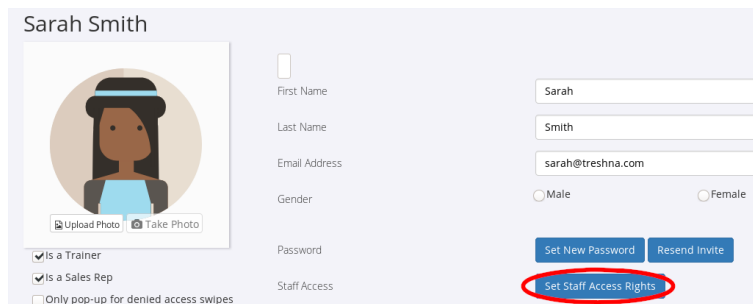 Sarah Smith
First Name
Sarah
Last Name
Smith
Email Address
sarah@treshna.com
Gender
Male
Female
Upload Photo
Take Photo
Is a Trainer
Password
Set New Password
Resend Invite
Is a Sales Rep
Staff Access
Set Staff Access Rights
Only pop-up for denied access swipes